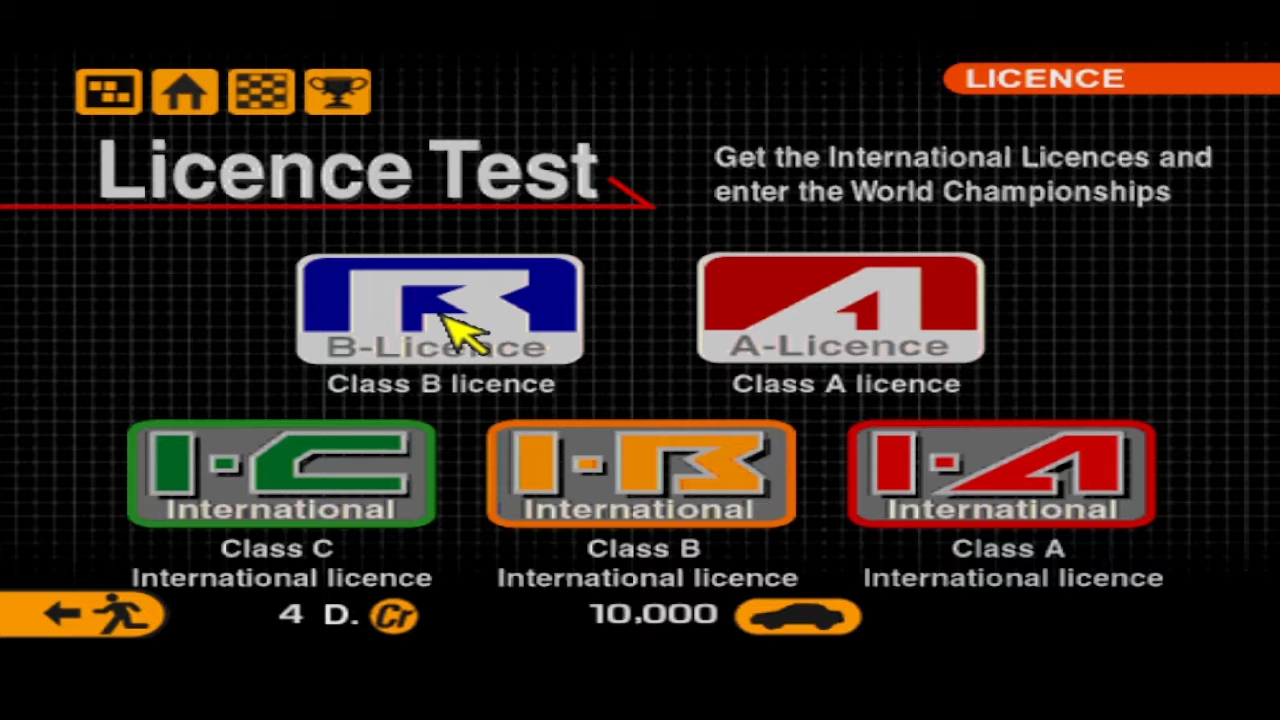 LICENCE
Licence Test
Get the International Licences and
enter the World Championships
B B-Licence
A A-Licence
Class B licence
Class A licence
I·C International
I·B International
I·A International
Class C
International licence
Class B
International licence
Class A
International licence
4 D. Cr
10,000